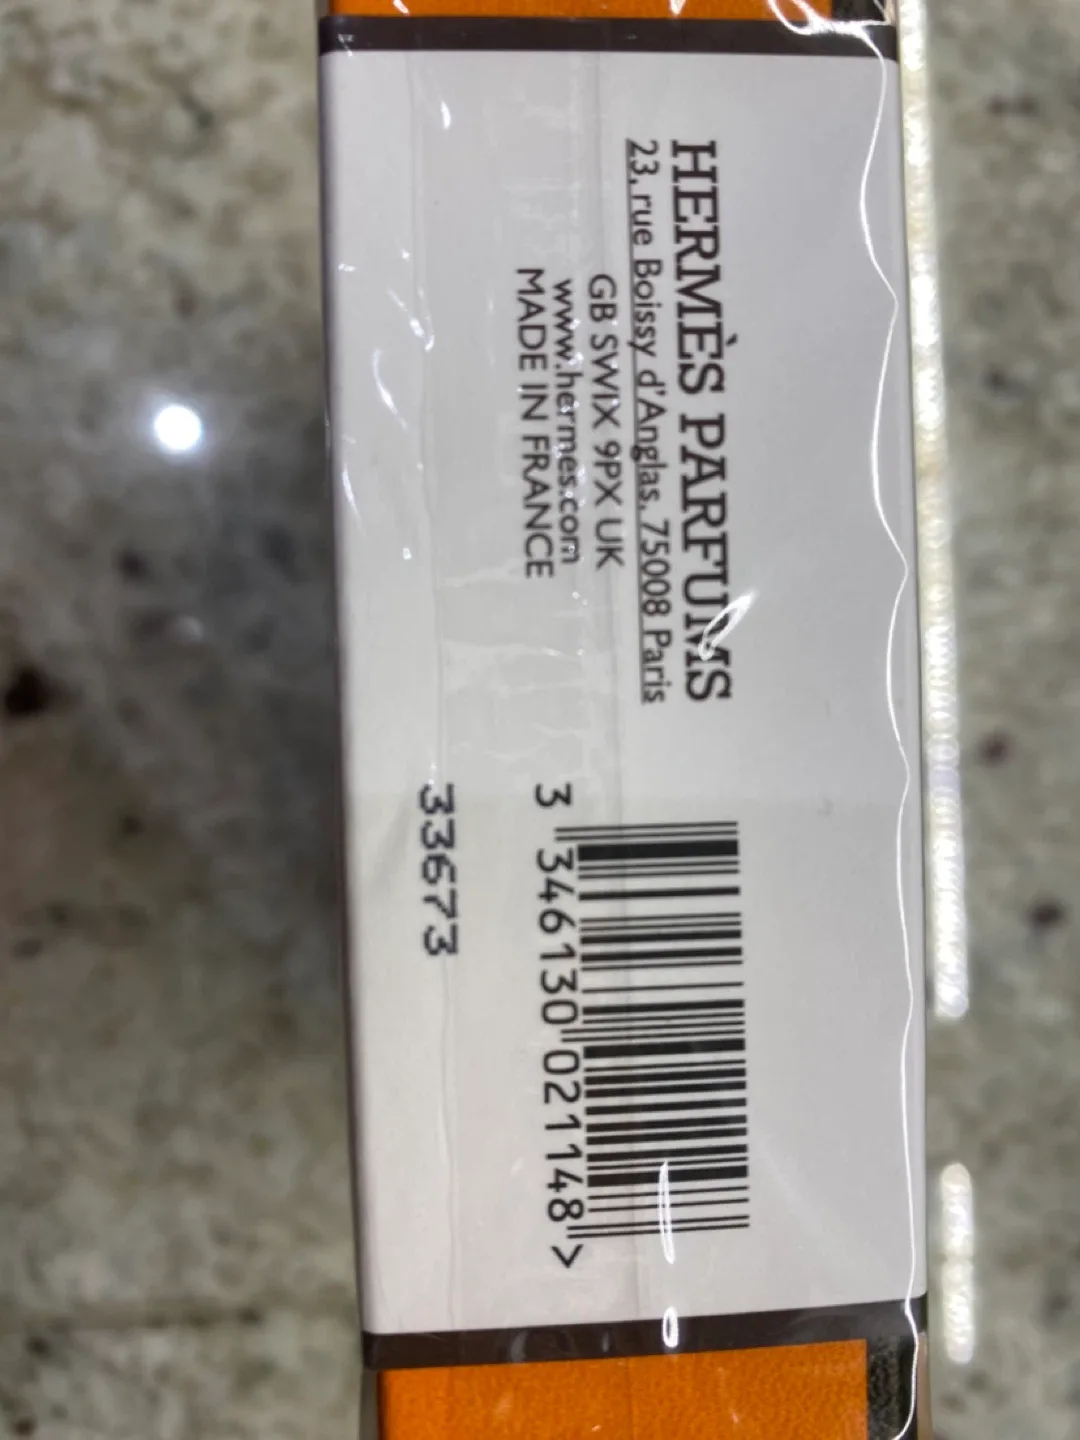 HERMÈS PARFUMS
23, rue Boissy d'Anglas, 75008 Paris
GB SW1X 9PX UK
www.hermes.com
MADE IN FRANCE
3 346130 021148 >
33673